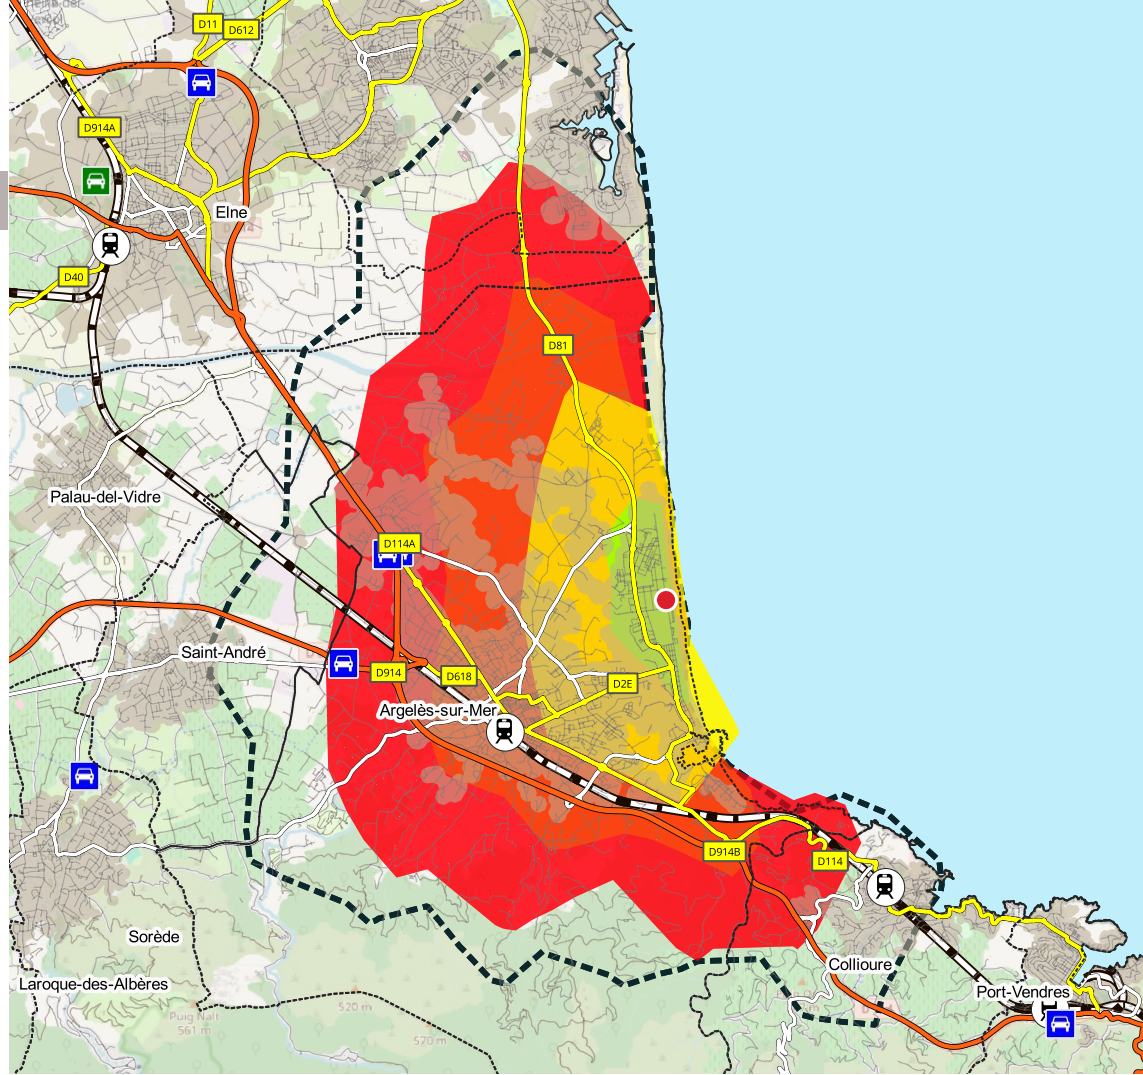 D11
D612
D914A
Elne
D40
D81
Palau-del-Vidre
D114A
Saint-André
D914
D618
D2E
Argelès-sur-Mer
D914B
D114
Sorède
Collioure
Laroque-des-Albères
Port-Vendres
520 m
Puig Naît
561 m
570 m